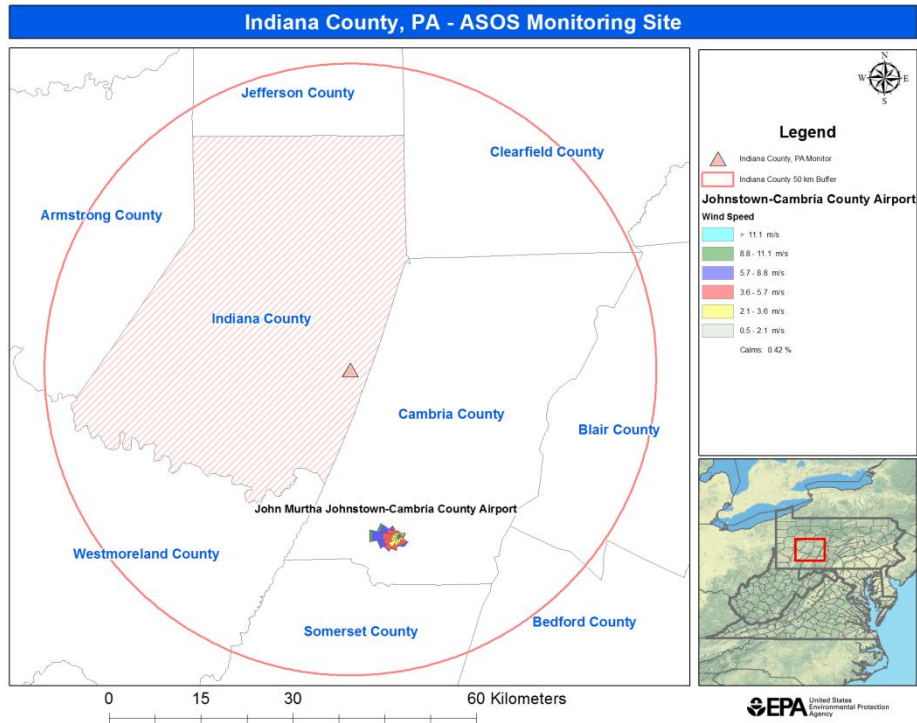 Indiana County, PA - ASOS Monitoring Site
Jefferson County
Clearfield County
Armstrong County
Indiana County
Cambria County
Blair County
John Murtha Johnstown-Cambria County Airport
Westmoreland County
Somerset County
Bedford County
0 15 30 60 Kilometers
N
W E
S
Legend
Indiana County, PA Monitor
Indiana County 50 km Buffer
Johnstown-Cambria County Airport
Wind Speed
> 11.1 m/s
8.8 - 11.1 m/s
5.7 - 8.8 m/s
3.6 - 5.7 m/s
2.1 - 3.6 m/s
0.5 - 2.1 m/s
Calms: 0.42 %
EPA
United States
Environmental Protection
Agency